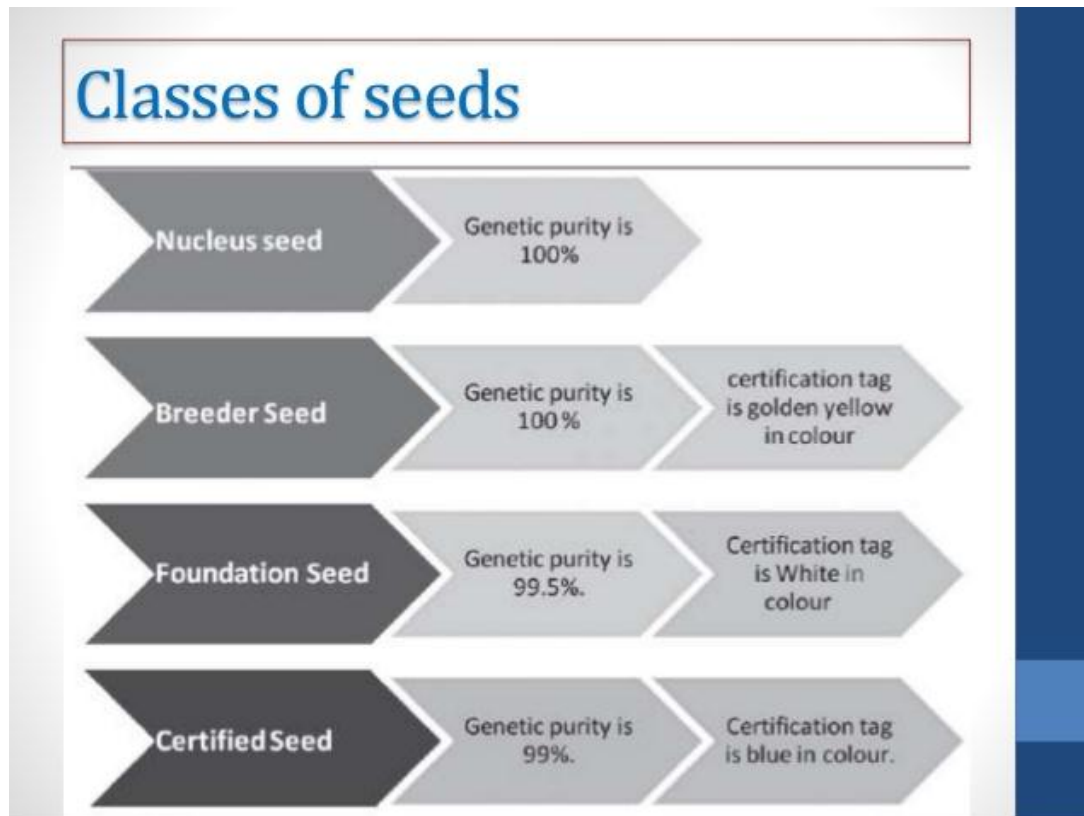 Classes of seeds
Nucleus seed
Genetic purity is
100%
Breeder Seed
Genetic purity is
100%
certification tag
is golden yellow
in colour
Foundation Seed
Genetic purity is
99.5%.
Certification tag
is White in
colour
Certified Seed
Genetic purity is
99%.
Certification tag
is blue in colour.